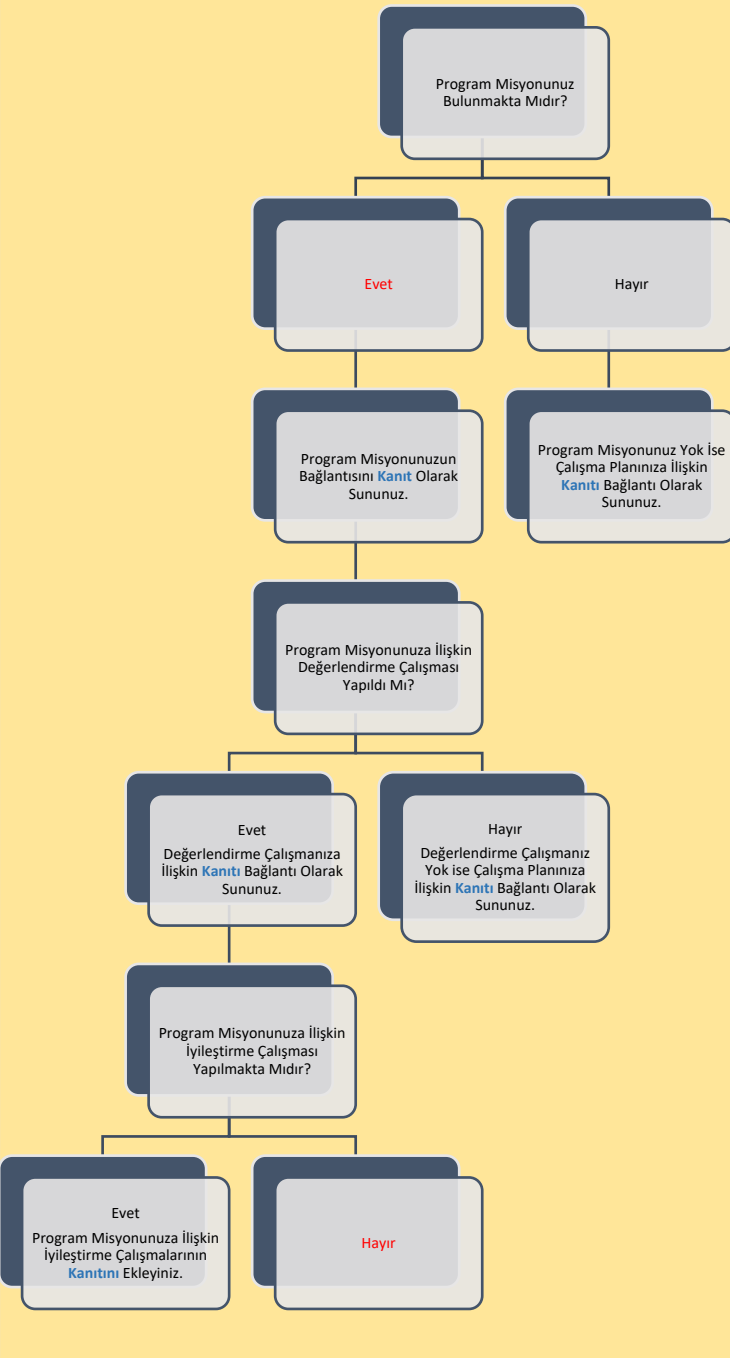 Program Misyonunuz
Bulunmakta Mıdır?
Evet
Hayır
Program Misyonunuzun
Bağlantısını Kanıt Olarak
Sununuz.
Program Misyonunuz Yok İse
Çalışma Planınıza İlişkin
Kanıtı Bağlantı Olarak
Sununuz.
Program Misyonunuza İlişkin
Değerlendirme Çalışması
Yapıldı Mı?
Evet
Değerlendirme Çalışmanıza
İlişkin Kanıtı Bağlantı Olarak
Sununuz.
Hayır
Değerlendirme Çalışmanız
Yok ise Çalışma Planınıza
İlişkin Kanıtı Bağlantı Olarak
Sununuz.
Program Misyonunuza İlişkin
İyileştirme Çalışması
Yapılmakta Mıdır?
Evet
Program Misyonunuza İlişkin
İyileştirme Çalışmalarının
Kanıtını Ekleyiniz.
Hayır